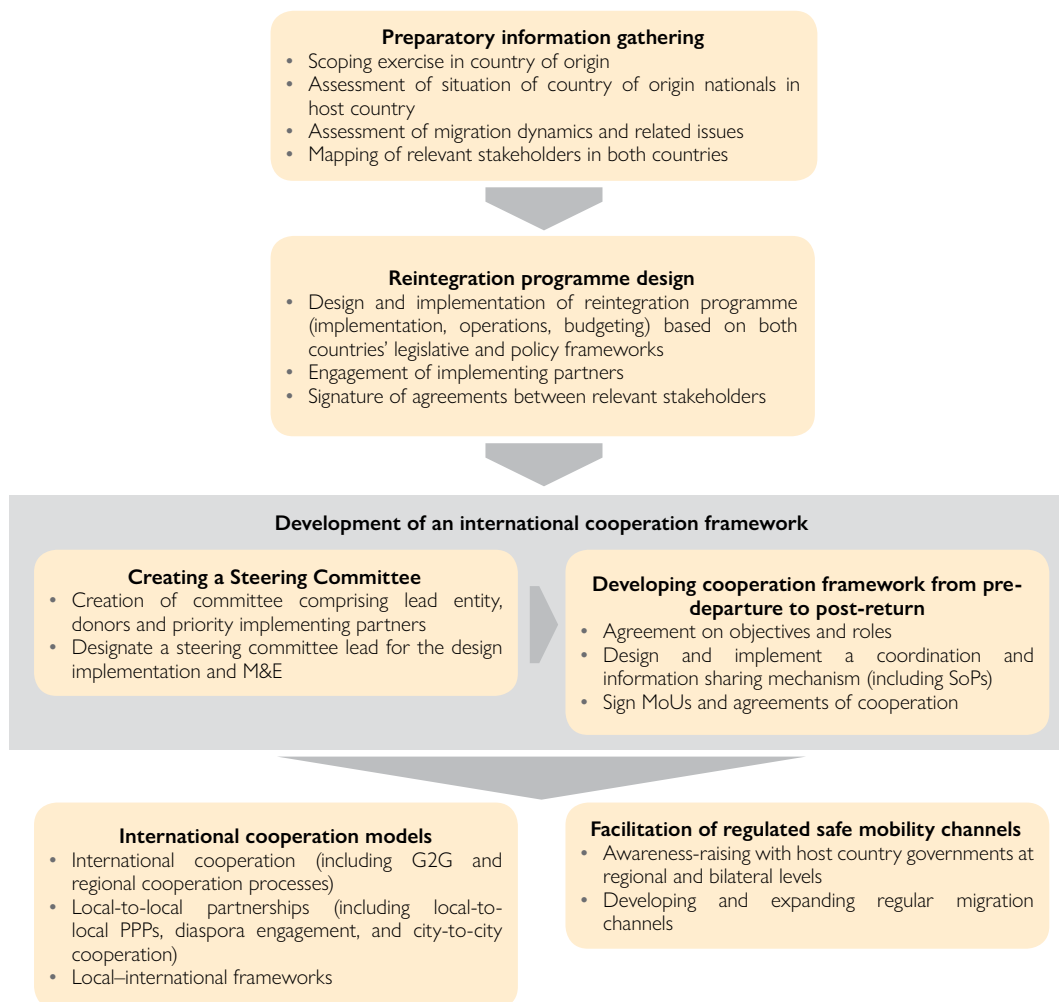 Preparatory information gathering
• Scoping exercise in country of origin
• Assessment of situation of country of origin nationals in
host country
• Assessment of migration dynamics and related issues
• Mapping of relevant stakeholders in both countries
Reintegration programme design
• Design and implementation of reintegration programme
(implementation, operations, budgeting) based on both
countries’ legislative and policy frameworks
• Engagement of implementing partners
• Signature of agreements between relevant stakeholders
Development of an international cooperation framework
Creating a Steering Committee
• Creation of committee comprising lead entity,
donors and priority implementing partners
• Designate a steering committee lead for the design
implementation and M&E
Developing cooperation framework from pre-
departure to post-return
• Agreement on objectives and roles
• Design and implement a coordination and
information sharing mechanism (including SoPs)
• Sign MoUs and agreements of cooperation
International cooperation models
• International cooperation (including G2G and
regional cooperation processes)
• Local-to-local partnerships (including local-to-
local PPPs, diaspora engagement, and city-to-city
cooperation)
• Local–international frameworks
Facilitation of regulated safe mobility channels
• Awareness-raising with host country governments at
regional and bilateral levels
• Developing and expanding regular migration
channels